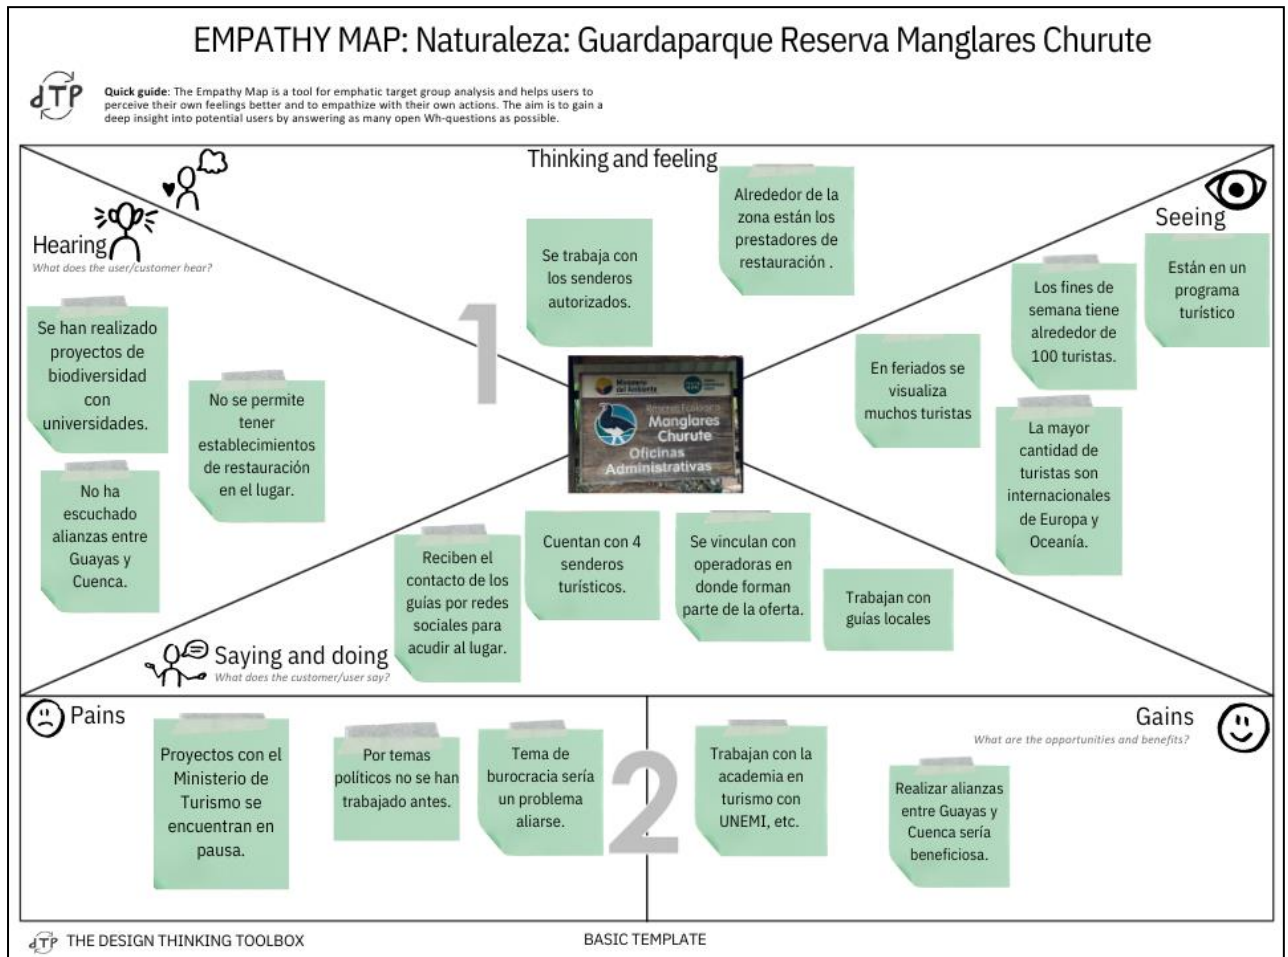 EMPATHY MAP: Naturaleza: Guardaparque Reserva Manglares Churute
dTP
Quick guide: The Empathy Map is a tool for emphatic target group analysis and helps users to
perceive their own feelings better and to empathize with their own actions. The aim is to gain a
deep insight into potential users by answering as many open Wh-questions as possible.
Thinking and feeling
Se trabaja con
los senderos
autorizados.
Alrededor de la
zona están los
prestadores de
restauración .
Hearing
What does the user/customer hear?
Se han realizado
proyectos de
biodiversidad
con
universidades.
No se permite
tener
establecimientos
de restauración
en el lugar.
No ha
escuchado
alianzas entre
Guayas y
Cuenca.
1
Seeing
Están en un
programa
turístico
Los fines de
semana tiene
alrededor de
100 turistas.
En feriados se
visualiza
muchos turistas
La mayor
cantidad de
turistas son
internacionales
de Europa y
Oceanía.
Ministerio
del Ambiente
Manglares
Churute
Oficinas
Administrativas
Saying and doing
What does the customer/user say?
Reciben el
contacto de los
guías por redes
sociales para
acudir al lugar.
Cuentan con 4
senderos
turísticos.
Se vinculan con
operadoras en
donde forman
parte de la oferta.
Trabajan con
guías locales
Pains
Proyectos con el
Ministerio de
Turismo se
encuentran en
pausa.
Por temas
políticos no se han
trabajado antes.
Tema de
burocracia sería
un problema
aliarse.
2
Gains
What are the opportunities and benefits?
Trabajan con la
academia en
turismo con
UNEMI, etc.
Realizar alianzas
entre Guayas y
Cuenca sería
beneficiosa.
dTP THE DESIGN THINKING TOOLBOX
BASIC TEMPLATE